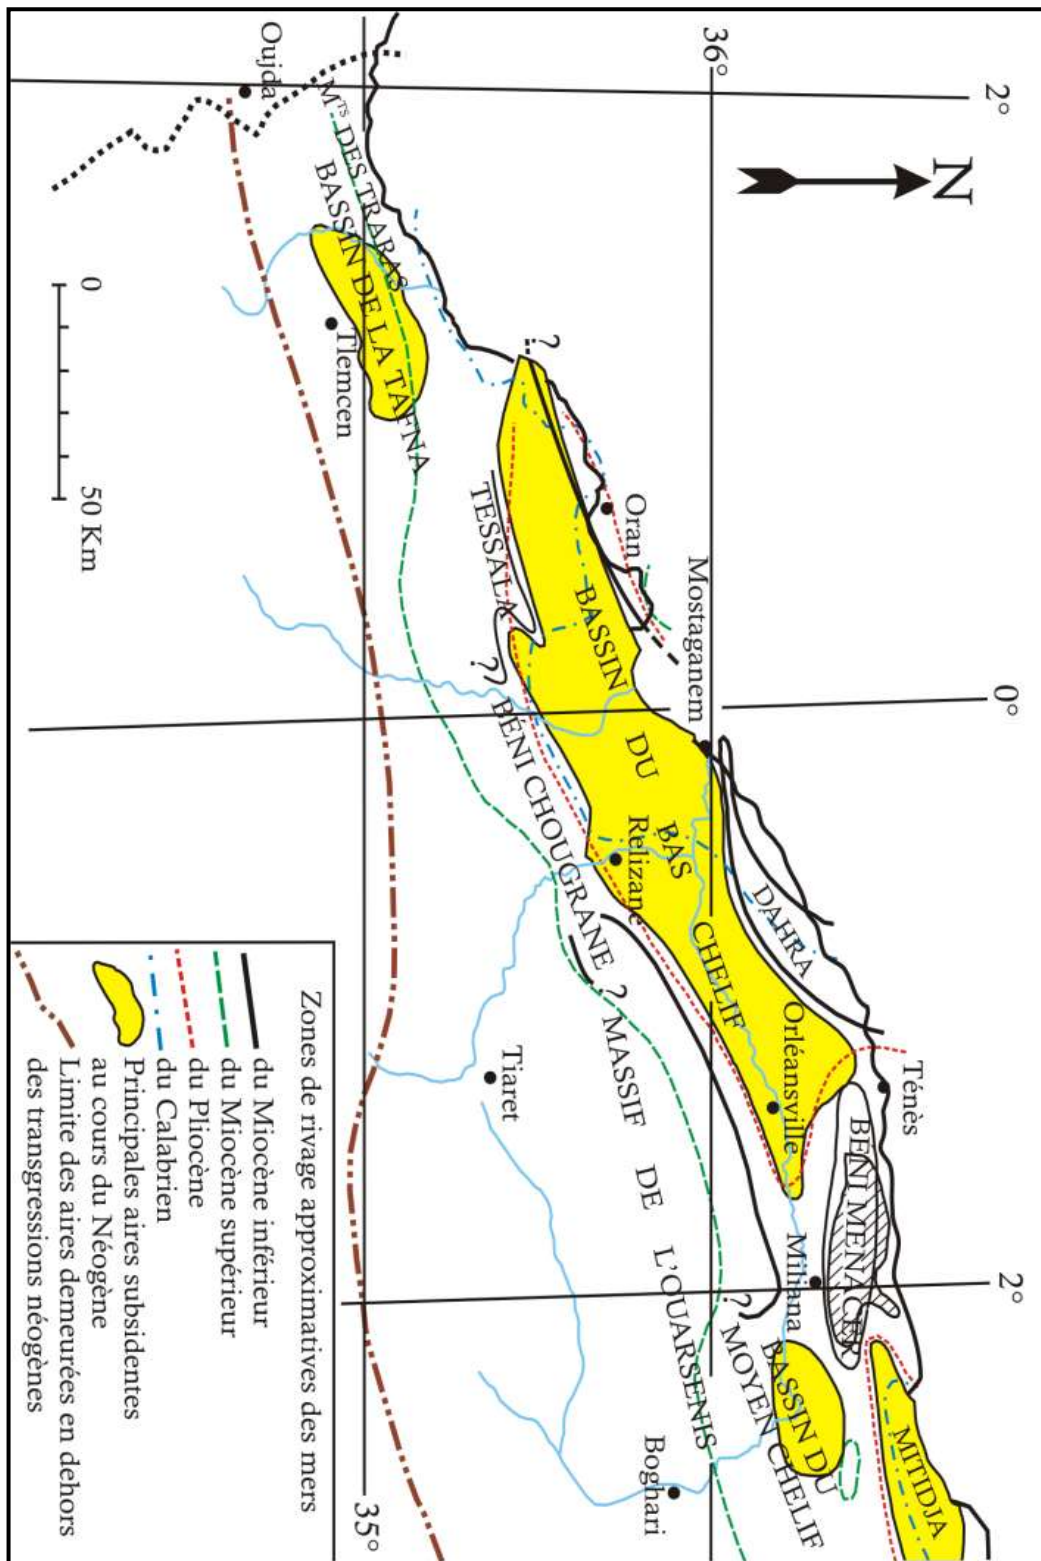 2°
0°
2°
N
36°
35°
Ténès
Mostaganem
Oran
DAHRA
Orléansville
BENI MENACER
Miliana
MITIDJA
BASSIN DU BAS CHELIF
Relizane
BASSIN DU
MOYEN CHELIF
?
?
TESSALA
??
BÉNI CHOUGRANE
?
MASSIF DE L'OUARSENIS
Boghari
Tiaret
MTS DES TRARAS
BASSIN DE LA TAFNA
Tlemcen
Oujda
0
50 Km
Zones de rivage approximatives des mers
du Miocène inférieur
du Miocène supérieur
du Pliocène
du Calabrien
Principales aires subsidentes
au cours du Néogène
Limite des aires demeurées en dehors
des transgressions néogènes